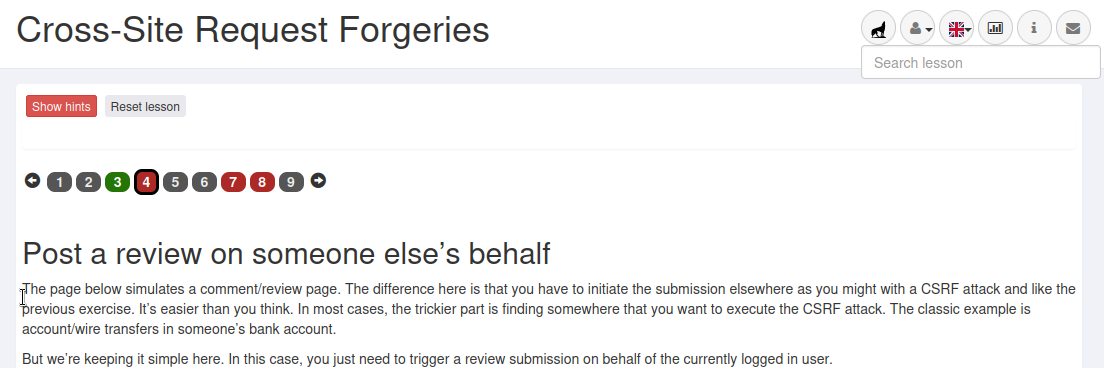 Cross-Site Request Forgeries
Search lesson
Show hints
Reset lesson
1 2 3 4 5 6 7 8 9
Post a review on someone else’s behalf
The page below simulates a comment/review page. The difference here is that you have to initiate the submission elsewhere as you might with a CSRF attack and like the
previous exercise. It’s easier than you think. In most cases, the trickier part is finding somewhere that you want to execute the CSRF attack. The classic example is
account/wire transfers in someone’s bank account.
But we’re keeping it simple here. In this case, you just need to trigger a review submission on behalf of the currently logged in user.